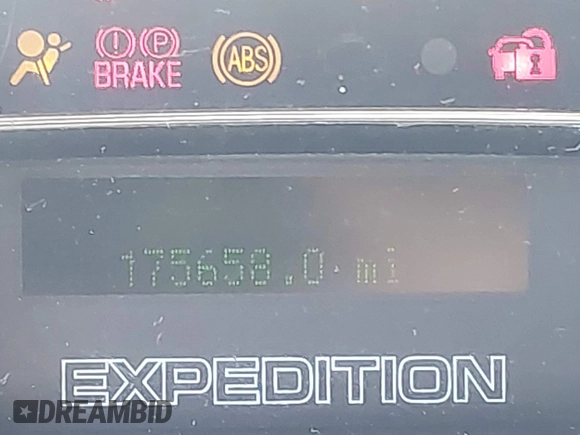 ! P
BRAKE
ABS
175658.0 mi
EXPEDITION
DREAMBID